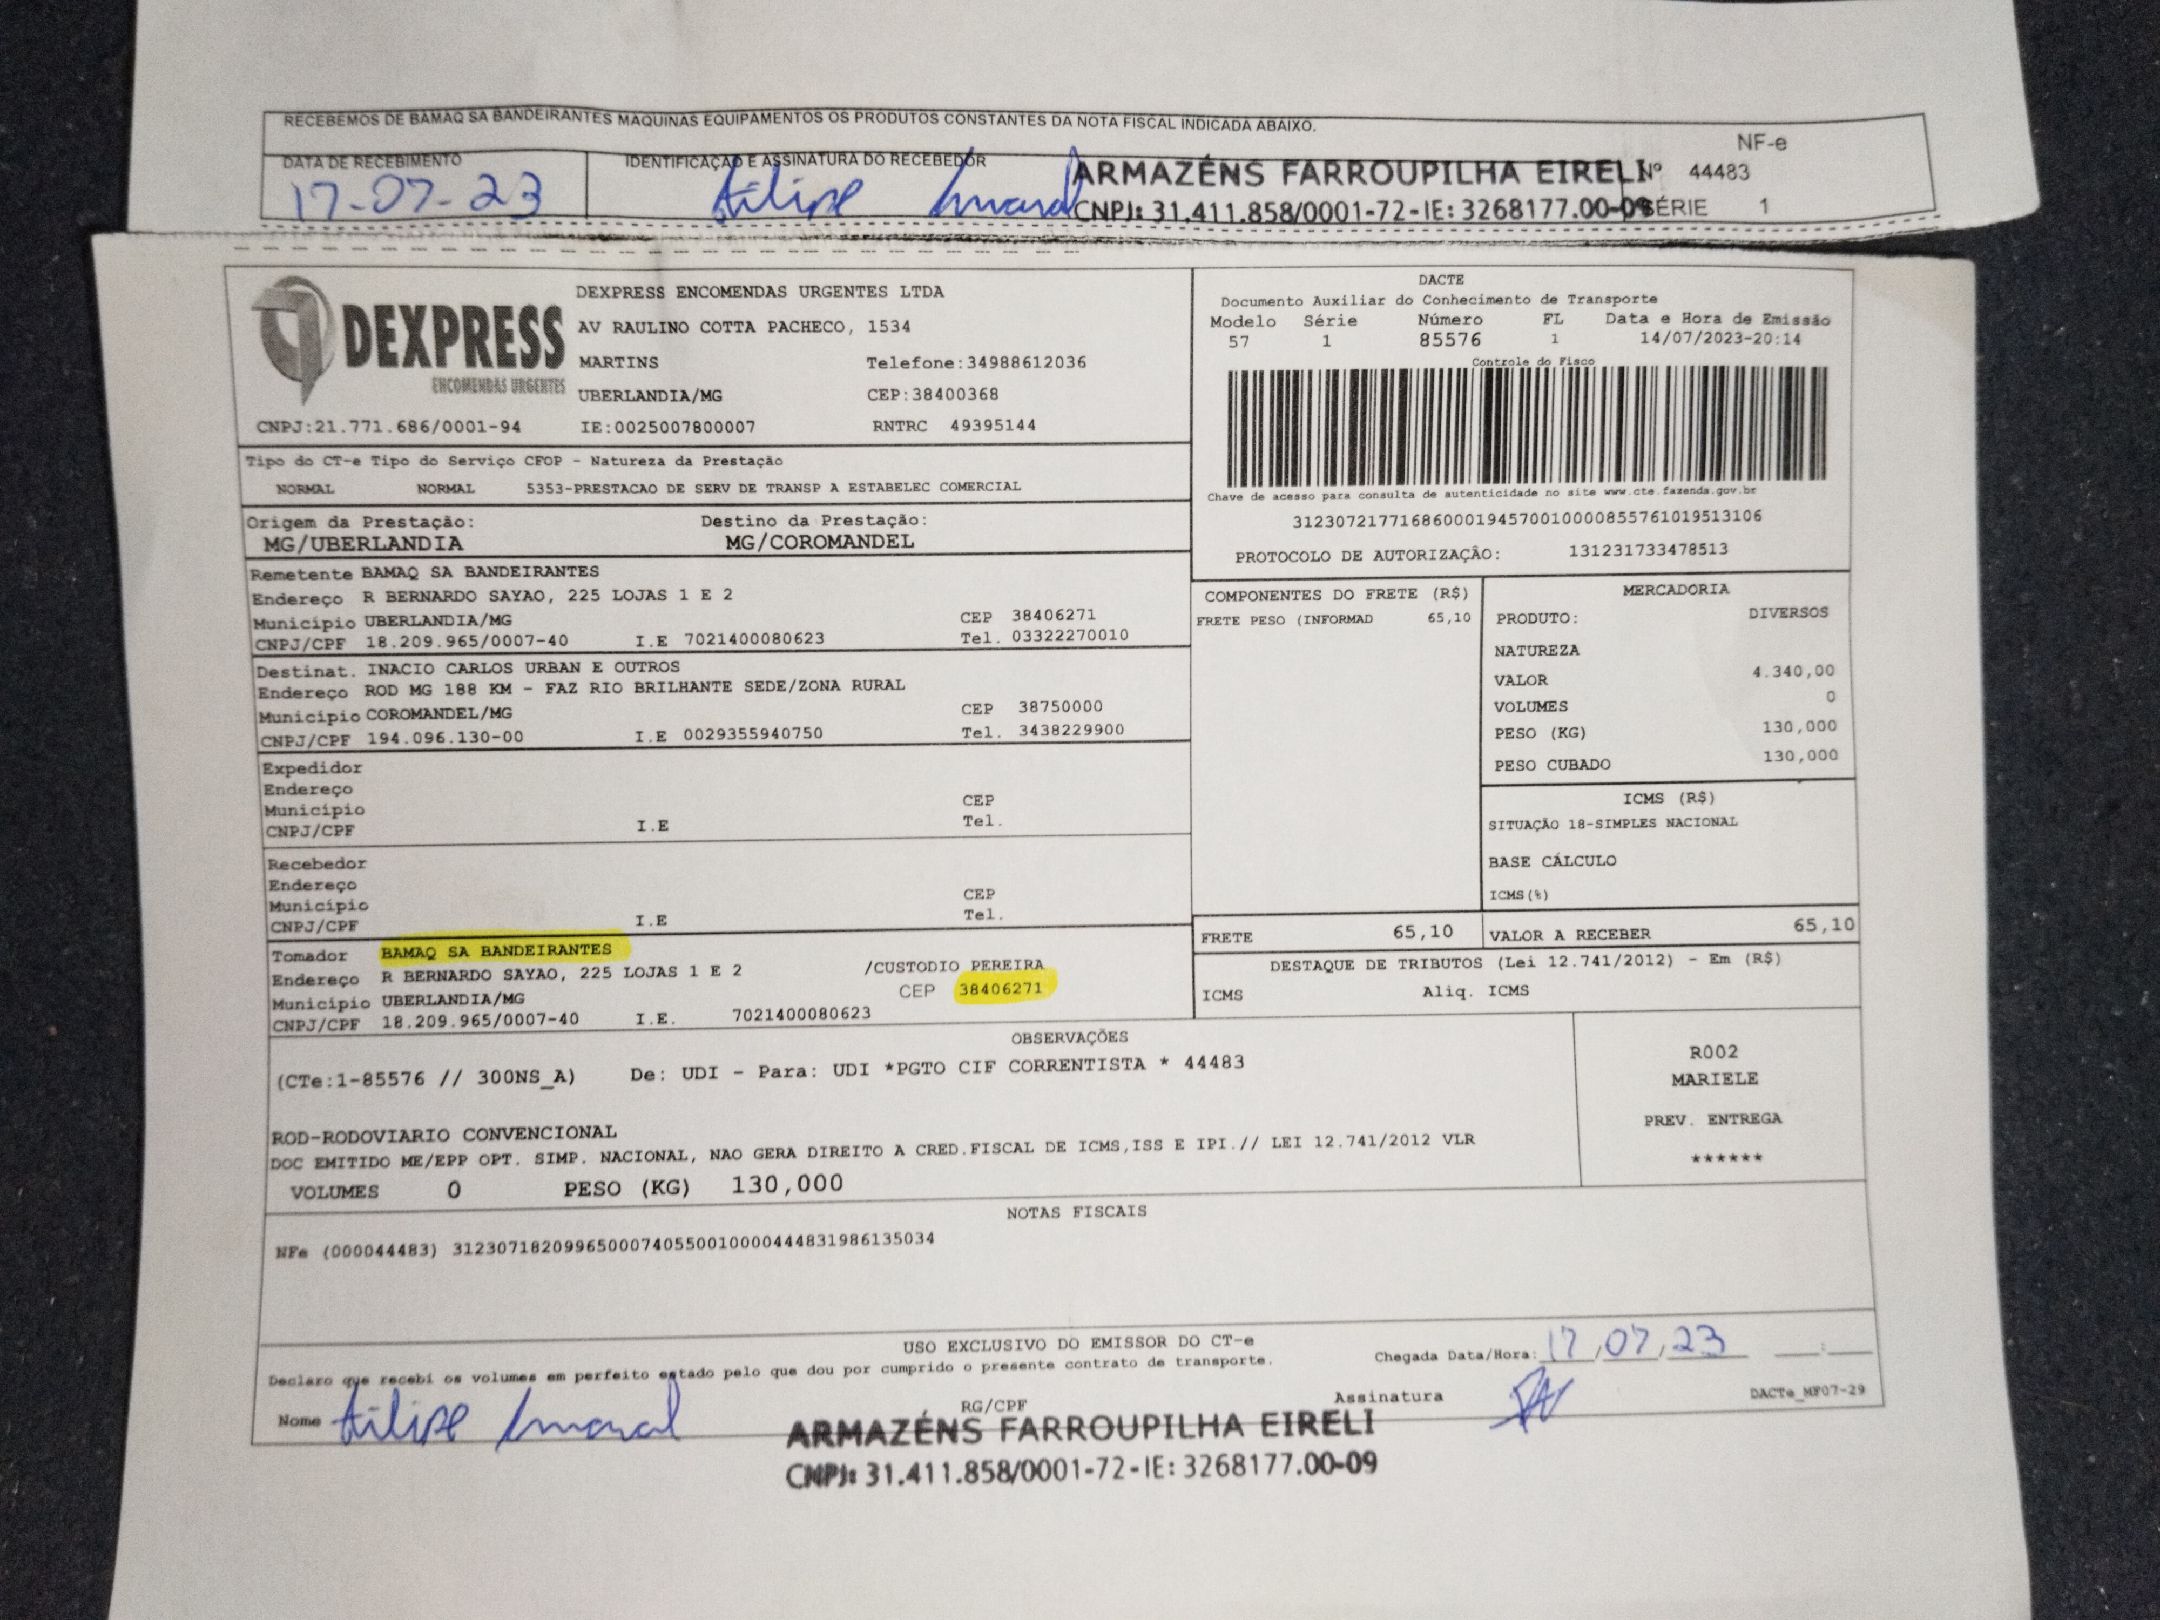 RECEBEMOS DE BAMAQ SA BANDEIRANTES MAQUINAS EQUIPAMENTOS OS PRODUTOS CONSTANTES DA NOTA FISCAL INDICADA ABAIXO.
NF-e
DATA DE RECEBIMENTO IDENTIFICAÇÃO E ASSINATURA DO RECEBEDOR
17-07-23 Filipe Amaral ARMAZÉNS FARROUPILHA EIRELI Nº 44483
CNPJ: 31.411.858/0001-72-IE: 3268177.00-09 SÉRIE 1
DEXPRESS
ENCOMENDAS URGENTES
DEXPRESS ENCOMENDAS URGENTES LTDA
AV RAULINO COTTA PACHECO, 1534
MARTINS Telefone:34988612036
UBERLANDIA/MG CEP:38400368
CNPJ:21.771.686/0001-94 IE:0025007800007 RNTRC 49395144
DACTE
Documento Auxiliar do Conhecimento de Transporte
Modelo Série Número FL Data e Hora de Emissão
57 1 85576 1 14/07/2023-20:14
Controle do Fisco
Chave de acesso para consulta de autenticidade no site www.cte.fazenda.gov.br
31230721771686000194570010000855761019513106
PROTOCOLO DE AUTORIZAÇÂO: 131231733478513
Tipo do CT-e Tipo do Serviço CFOP - Natureza da Prestação
NORMAL NORMAL 5353-PRESTACAO DE SERV DE TRANSP A ESTABELEC COMERCIAL
Origem da Prestação: Destino da Prestação:
MG/UBERLANDIA MG/COROMANDEL
Remetente BAMAQ SA BANDEIRANTES
Endereço R BERNARDO SAYAO, 225 LOJAS 1 E 2
Município UBERLANDIA/MG CEP 38406271
CNPJ/CPF 18.209.965/0007-40 I.E 7021400080623 Tel. 03322270010
Destinat. INACIO CARLOS URBAN E OUTROS
Endereço ROD MG 188 KM - FAZ RIO BRILHANTE SEDE/ZONA RURAL
Município COROMANDEL/MG CEP 38750000
CNPJ/CPF 194.096.130-00 I.E 0029355940750 Tel. 3438229900
Expedidor
Endereço
Município CEP
CNPJ/CPF I.E Tel.
Recebedor
Endereço
Município CEP
CNPJ/CPF I.E Tel.
Tomador BAMAQ SA BANDEIRANTES
Endereço R BERNARDO SAYAO, 225 LOJAS 1 E 2 /CUSTODIO PEREIRA
Município UBERLANDIA/MG CEP 38406271
CNPJ/CPF 18.209.965/0007-40 I.E. 7021400080623
COMPONENTES DO FRETE (R$)
FRETE PESO (INFORMAD 65,10
MERCADORIA
PRODUTO: DIVERSOS
NATUREZA
VALOR 4.340,00
VOLUMES 0
PESO (KG) 130,000
PESO CUBADO 130,000
ICMS (R$)
SITUAÇÃO 18-SIMPLES NACIONAL
BASE CÁLCULO
ICMS(%)
FRETE 65,10 VALOR A RECEBER 65,10
DESTAQUE DE TRIBUTOS (Lei 12.741/2012) - Em (R$)
ICMS Aliq. ICMS
OBSERVAÇÕES
(CTe:1-85576 // 300NS_A) De: UDI - Para: UDI *PGTO CIF CORRENTISTA * 44483
ROD-RODOVIARIO CONVENCIONAL
DOC EMITIDO ME/EPP OPT. SIMP. NACIONAL, NAO GERA DIREITO A CRED.FISCAL DE ICMS,ISS E IPI.// LEI 12.741/2012 VLR
VOLUMES 0 PESO (KG) 130,000
R002
MARIELE
PREV. ENTREGA
******
NOTAS FISCAIS
NFe (000044483) 31230718209965000740550010000444831986135034
USO EXCLUSIVO DO EMISSOR DO CT-e
Declaro que recebi os volumes em perfeito estado pelo que dou por cumprido o presente contrato de transporte.
Chegada Data/Hora: 17/07/23 __:__
Nome Filipe Amaral RG/CPF Assinatura DACTe_MF07-29
ARMAZÉNS FARROUPILHA EIRELI
CNPJ: 31.411.858/0001-72-IE: 3268177.00-09